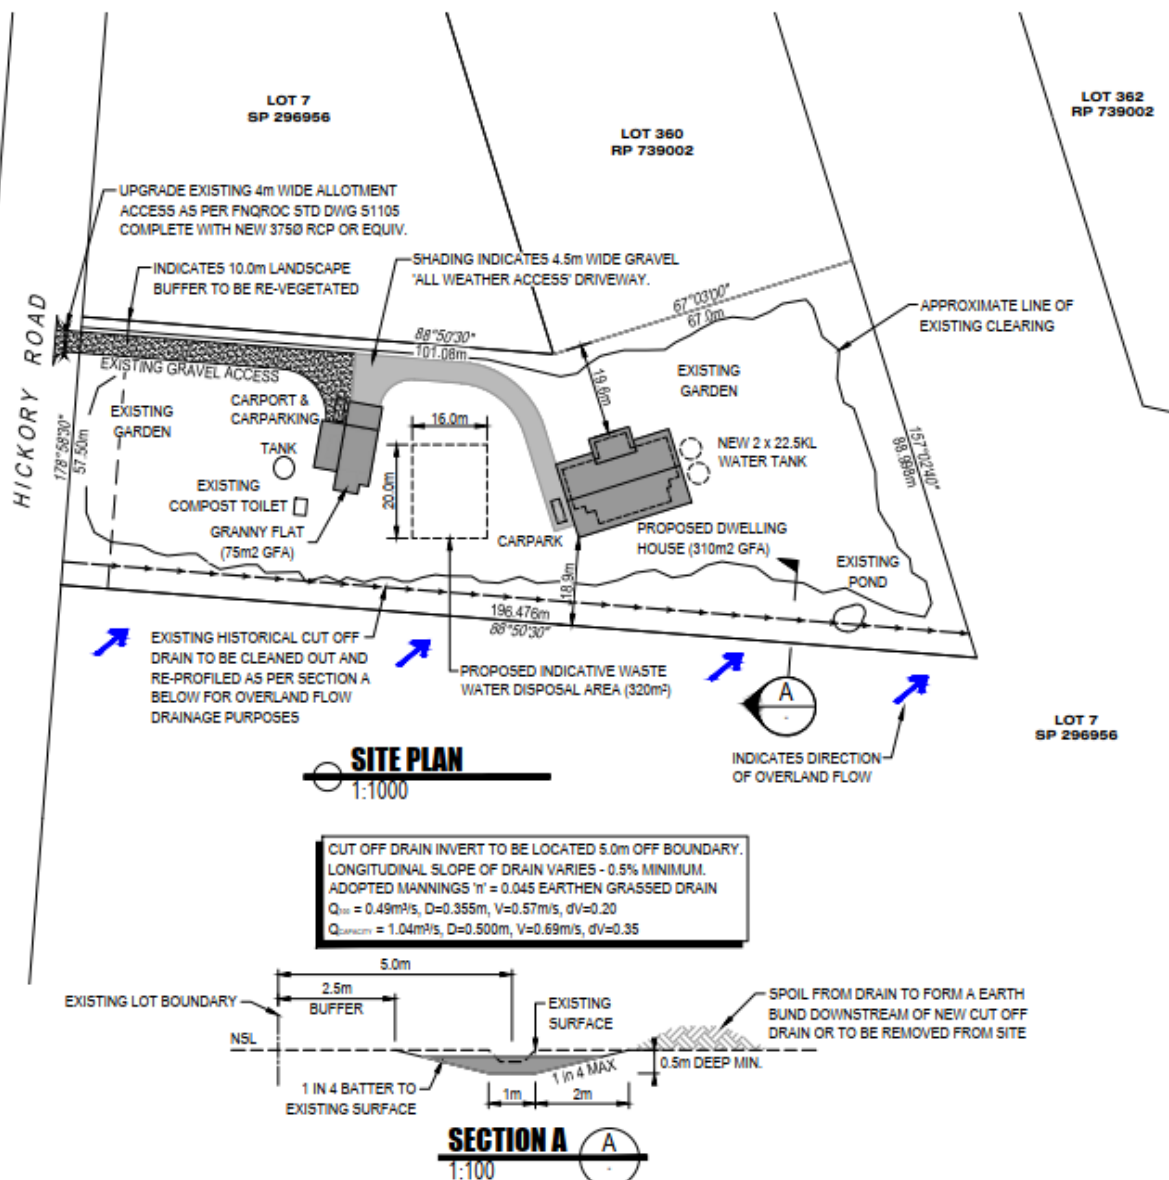 LOT 7
SP 296956
LOT 360
RP 739002
LOT 362
RP 739002
UPGRADE EXISTING 4m WIDE ALLOTMENT
ACCESS AS PER FNQROC STD DWG S1105
COMPLETE WITH NEW 375Ø RCP OR EQUIV.
INDICATES 10.0m LANDSCAPE
BUFFER TO BE RE-VEGETATED
SHADING INDICATES 4.5m WIDE GRAVEL
'ALL WEATHER ACCESS' DRIVEWAY.
67°03'00"
67.0m
APPROXIMATE LINE OF
EXISTING CLEARING
HICKORY ROAD
88°50'30"
101.08m
EXISTING GRAVEL ACCESS
EXISTING
GARDEN
CARPORT &
CARPARKING
16.0m
19.6m
EXISTING
GARDEN
178°58'30"
57.50m
TANK
20.0m
NEW 2 x 22.5KL
WATER TANK
157°02'40"
88.998m
EXISTING
COMPOST TOILET
GRANNY FLAT
(75m2 GFA)
CARPARK
PROPOSED DWELLING
HOUSE (310m2 GFA)
EXISTING
POND
18.9m
196.476m
88°50'30"
EXISTING HISTORICAL CUT OFF
DRAIN TO BE CLEANED OUT AND
RE-PROFILED AS PER SECTION A
BELOW FOR OVERLAND FLOW
DRAINAGE PURPOSES
PROPOSED INDICATIVE WASTE
WATER DISPOSAL AREA (320m²)
A
-
LOT 7
SP 296956
INDICATES DIRECTION
OF OVERLAND FLOW
SITE PLAN
1:1000
CUT OFF DRAIN INVERT TO BE LOCATED 5.0m OFF BOUNDARY.
LONGITUDINAL SLOPE OF DRAIN VARIES - 0.5% MINIMUM.
ADOPTED MANNINGS 'n' = 0.045 EARTHEN GRASSED DRAIN
Q₁₀₀ = 0.49m³/s, D=0.355m, V=0.57m/s, dV=0.20
Q CAPACITY = 1.04m³/s, D=0.500m, V=0.69m/s, dV=0.35
5.0m
2.5m
BUFFER
EXISTING LOT BOUNDARY
EXISTING
SURFACE
SPOIL FROM DRAIN TO FORM A EARTH
BUND DOWNSTREAM OF NEW CUT OFF
DRAIN OR TO BE REMOVED FROM SITE
NSL
0.5m DEEP MIN.
1 in 4 MAX
1 IN 4 BATTER TO
EXISTING SURFACE
1m
2m
SECTION A
1:100
A
-